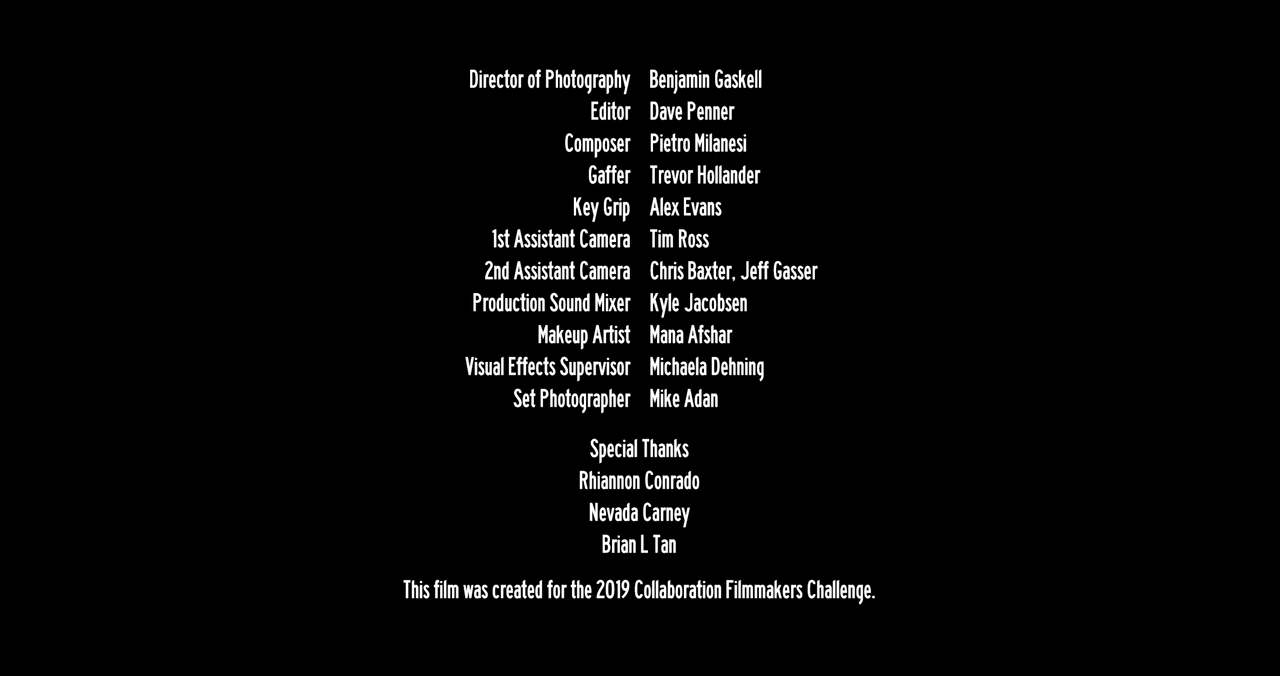 Director of Photography Benjamin Gaskell
Editor Dave Penner
Composer Pietro Milanesi
Gaffer Trevor Hollander
Key Grip Alex Evans
1st Assistant Camera Tim Ross
2nd Assistant Camera Chris Baxter, Jeff Gasser
Production Sound Mixer Kyle Jacobsen
Makeup Artist Mana Afshar
Visual Effects Supervisor Michaela Dehning
Set Photographer Mike Adan
Special Thanks
Rhiannon Conrado
Nevada Carney
Brian L Tan
This film was created for the 2019 Collaboration Filmmakers Challenge.